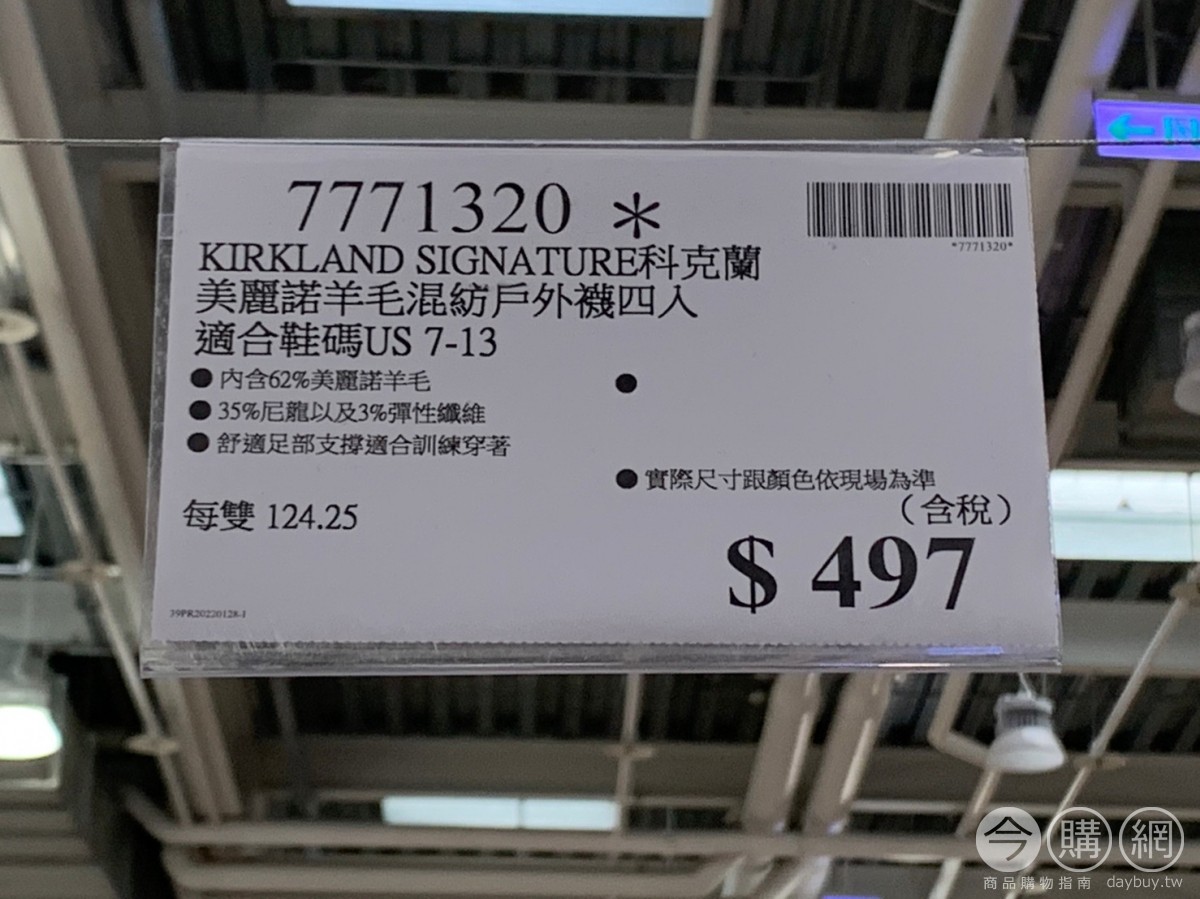 7771320 *
*7771320*
KIRKLAND SIGNATURE科克蘭
美麗諾羊毛混紡戶外襪四入
適合鞋碼US 7-13
● 內含62%美麗諾羊毛
● 35%尼龍以及3%彈性纖維
● 舒適足部支撐適合訓練穿著
●
● 實際尺寸跟顏色依現場為準
(含稅)
每雙 124.25
$ 497
39PR20220128-1
今購網
商品購物指南 daybuy.tw